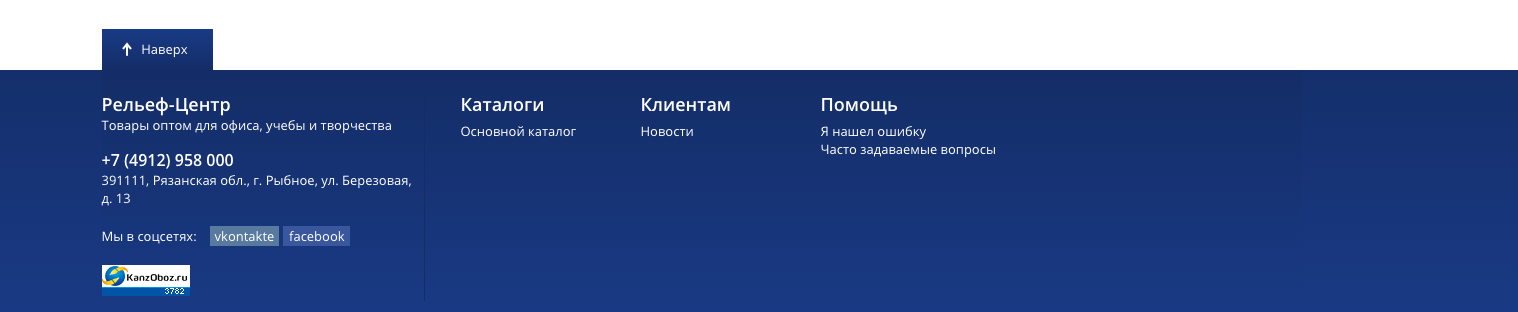 Наверх
Рельеф-Центр
Товары оптом для офиса, учебы и творчества
+7 (4912) 958 000
391111, Рязанская обл., г. Рыбное, ул. Березовая,
д. 13
Мы в соцсетях: vkontakte facebook
KanzOboz.ru
3782
Каталоги
Основной каталог
Клиентам
Новости
Помощь
Я нашел ошибку
Часто задаваемые вопросы